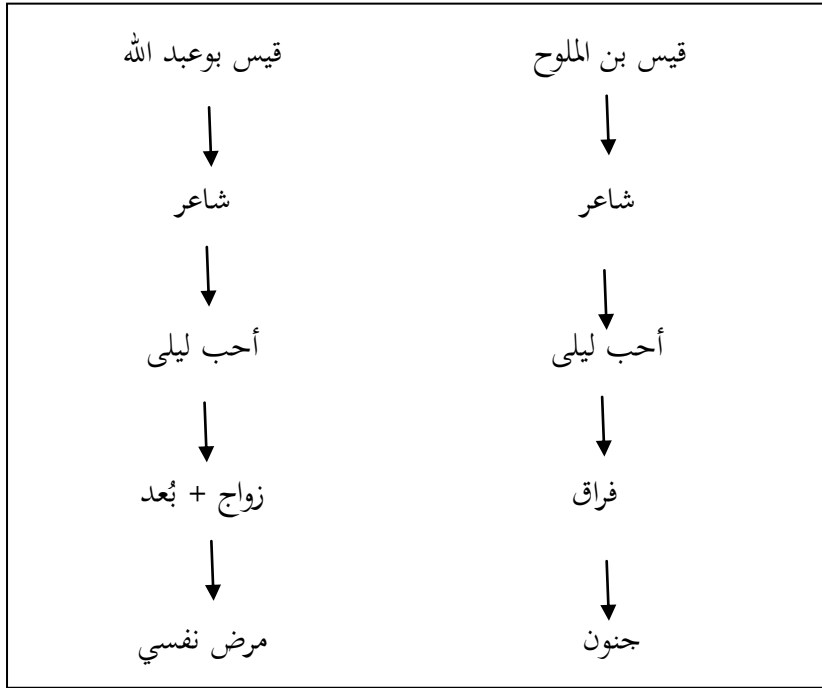 قيس بن الملوح
قيس بوعبد الله
شاعر
شاعر
أحب ليلى
أحب ليلى
فراق
زواج + بُعد
جنون
مرض نفسي